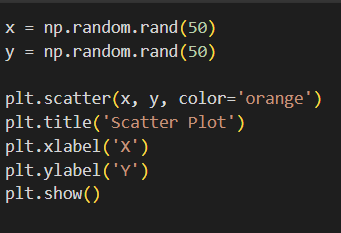 x = np.random.rand(50)
y = np.random.rand(50)
plt.scatter(x, y, color='orange')
plt.title('Scatter Plot')
plt.xlabel('X')
plt.ylabel('Y')
plt.show()